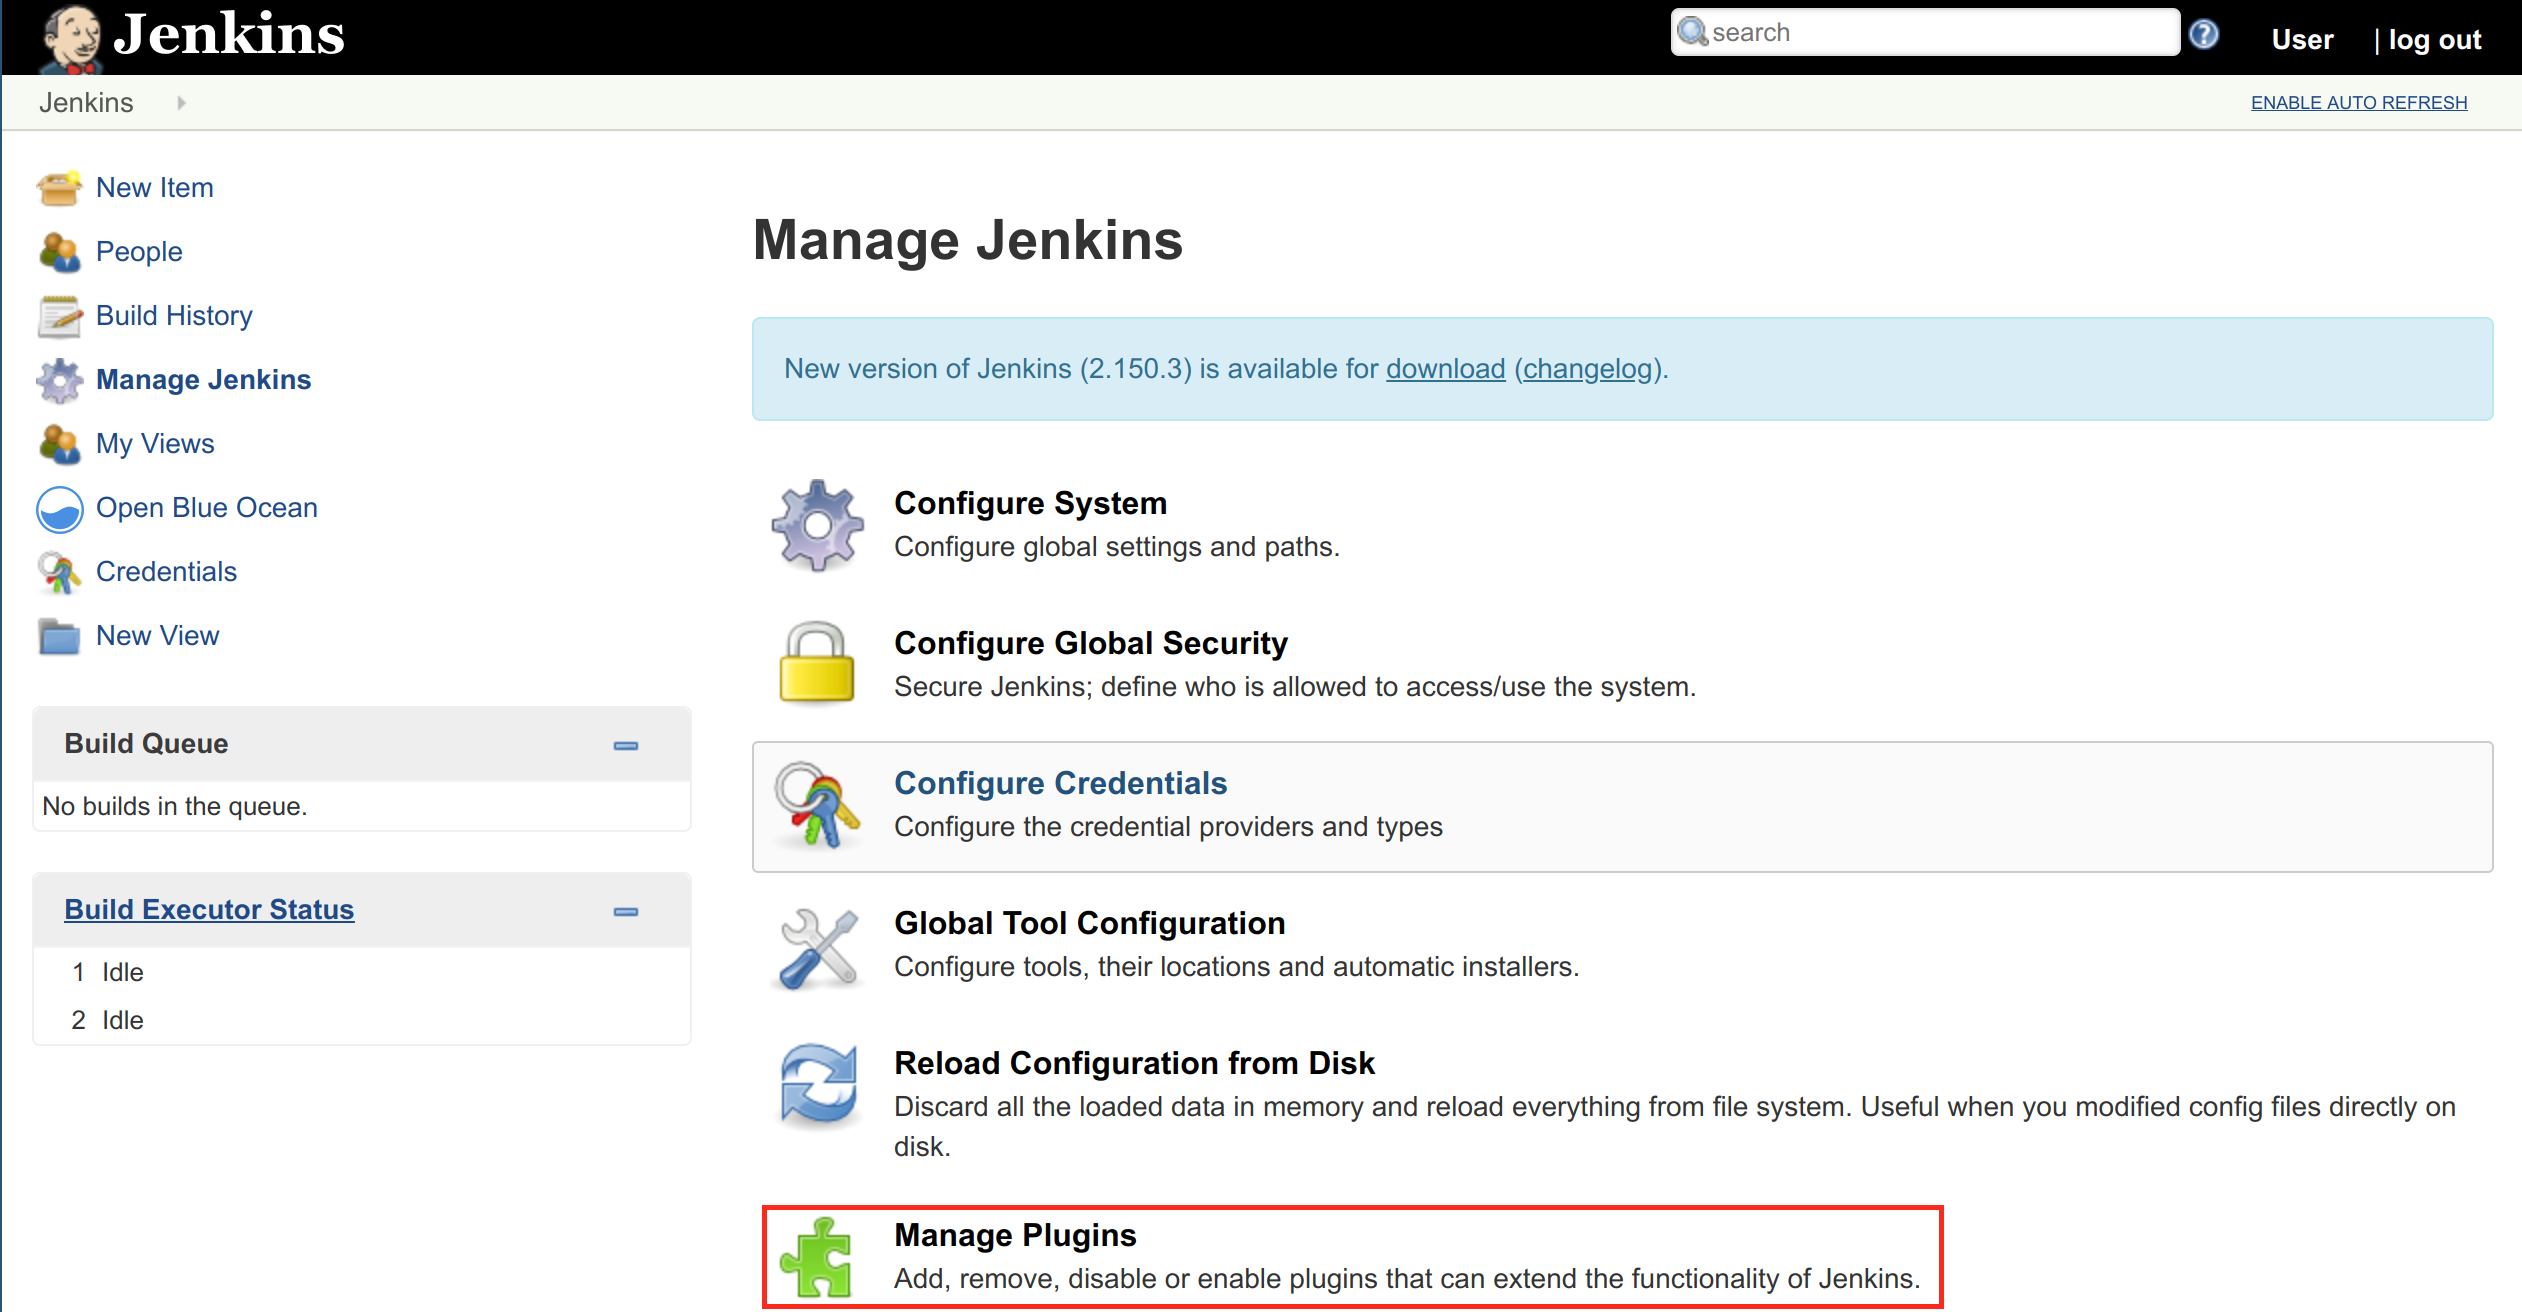 Jenkins
search
User | log out
Jenkins
ENABLE AUTO REFRESH
New Item
People
Build History
Manage Jenkins
My Views
Open Blue Ocean
Credentials
New View
Build Queue
No builds in the queue.
Build Executor Status
1 Idle
2 Idle
Manage Jenkins
New version of Jenkins (2.150.3) is available for download (changelog).
Configure System
Configure global settings and paths.
Configure Global Security
Secure Jenkins; define who is allowed to access/use the system.
Configure Credentials
Configure the credential providers and types
Global Tool Configuration
Configure tools, their locations and automatic installers.
Reload Configuration from Disk
Discard all the loaded data in memory and reload everything from file system. Useful when you modified config files directly on
disk.
Manage Plugins
Add, remove, disable or enable plugins that can extend the functionality of Jenkins.